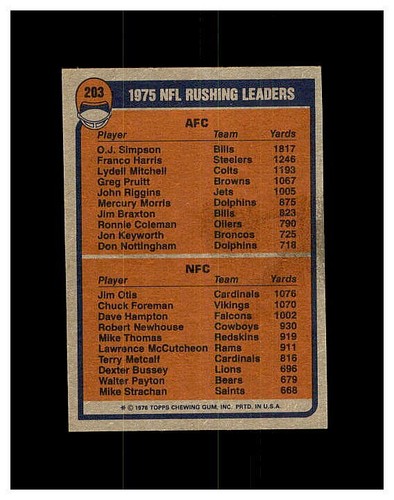 203 1975 NFL RUSHING LEADERS
AFC
Player Team Yards
O.J. Simpson Bills 1817
Franco Harris Steelers 1246
Lydell Mitchell Colts 1193
Greg Pruitt Browns 1067
John Riggins Jets 1005
Mercury Morris Dolphins 875
Jim Braxton Bills 823
Ronnie Coleman Oilers 790
Jon Keyworth Broncos 725
Don Nottingham Dolphins 718
NFC
Player Team Yards
Jim Otis Cardinals 1076
Chuck Foreman Vikings 1070
Dave Hampton Falcons 1002
Robert Newhouse Cowboys 930
Mike Thomas Redskins 919
Lawrence McCutcheon Rams 911
Terry Metcalf Cardinals 816
Dexter Bussey Lions 696
Walter Payton Bears 679
Mike Strachan Saints 668
* © 1976 TOPPS CHEWING GUM, INC. PRTD. IN U.S.A.